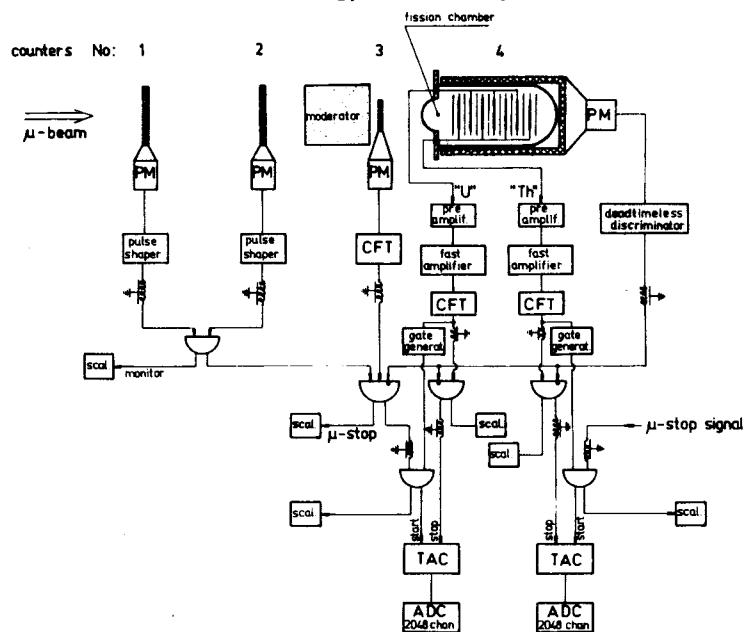 fission chamber
counters No: 1 2 3 4
μ-beam
moderator
PM
PM
PM
PM
"U" "Th"
pre amplif.
pre amplif.
pulse shaper
pulse shaper
CFT
deadtimeless discriminator
fast amplifier
fast amplifier
CFT
CFT
gate generat.
gate generat.
scal
monitor
scal
μ-stop
scal
scal
μ-stop signal
scal
scal
start
stop
stop
start
TAC
TAC
ADC
2048 chan
ADC
2048 chan